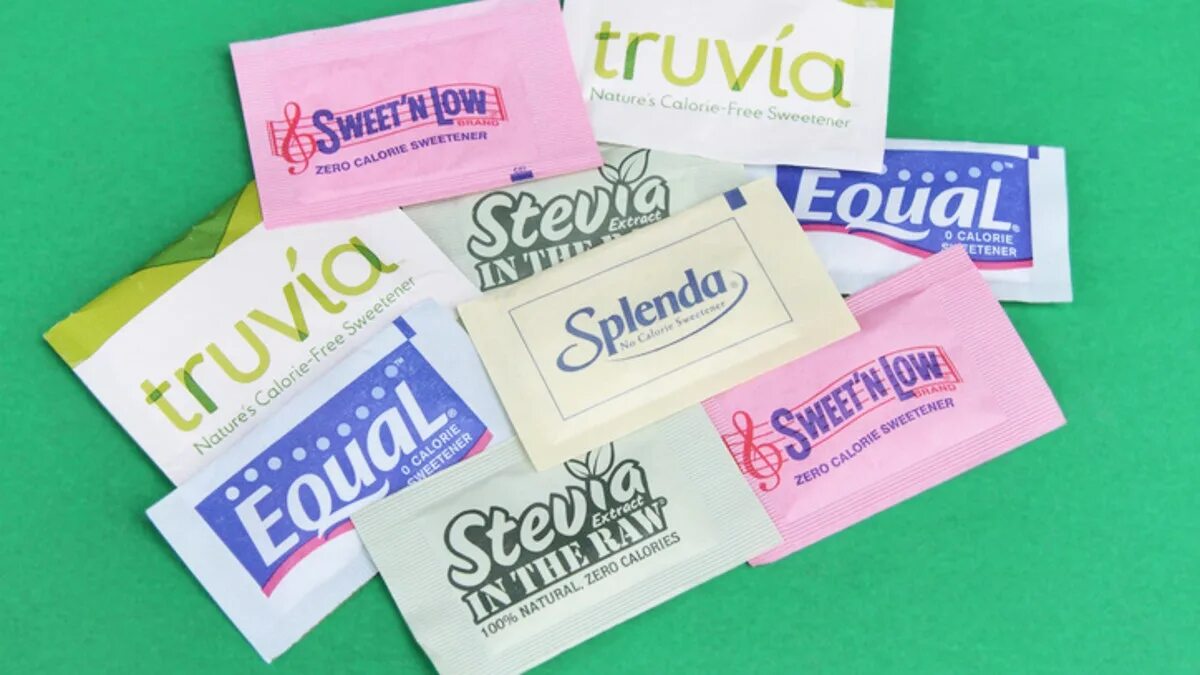 SWEET'N LOW
BRAND
ZERO CALORIE SWEETENER
truvía
Nature's Calorie-Free Sweetener
Stevia
Extract
IN THE
EQUAL®
0 CALORIE
SWEETENER
™
truvía
Nature's Calorie-Free Sweetener
Splenda®
No Calorie Sweetener
SWEET'N LOW
BRAND
ZERO CALORIE SWEETENER
™
EQUAL®
0 CALORIE
SWEETENER
Stevia
Extract
IN THE RAW®
100% NATURAL, ZERO CALORIES